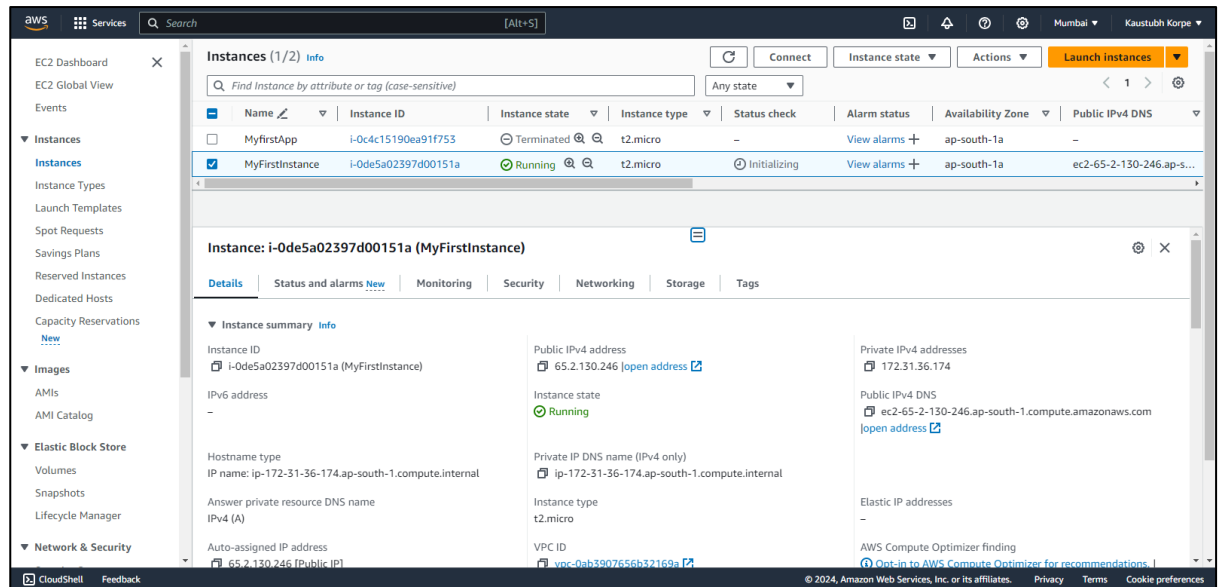 aws Services Search [Alt+S] Mumbai ▼ Kaustubh Korpe ▼
EC2 Dashboard
EC2 Global View
Events
▼ Instances
Instances
Instance Types
Launch Templates
Spot Requests
Savings Plans
Reserved Instances
Dedicated Hosts
Capacity Reservations
New
▼ Images
AMIs
AMI Catalog
▼ Elastic Block Store
Volumes
Snapshots
Lifecycle Manager
▼ Network & Security
Instances (1/2) Info Connect Instance state ▼ Actions ▼ Launch instances ▼
Find Instance by attribute or tag (case-sensitive) Any state ▼ < 1 >
Name Instance ID Instance state Instance type Status check Alarm status Availability Zone Public IPv4 DNS
MyfirstApp i-0c4c15190ea91f753 Terminated t2.micro – View alarms + ap-south-1a –
MyFirstInstance i-0de5a02397d00151a Running t2.micro Initializing View alarms + ap-south-1a ec2-65-2-130-246.ap-s...
Instance: i-0de5a02397d00151a (MyFirstInstance)
Details Status and alarms New Monitoring Security Networking Storage Tags
▼ Instance summary Info
Instance ID Public IPv4 address Private IPv4 addresses
i-0de5a02397d00151a (MyFirstInstance) 65.2.130.246 |open address 172.31.36.174
IPv6 address Instance state Public IPv4 DNS
– Running ec2-65-2-130-246.ap-south-1.compute.amazonaws.com
|open address
Hostname type Private IP DNS name (IPv4 only)
IP name: ip-172-31-36-174.ap-south-1.compute.internal ip-172-31-36-174.ap-south-1.compute.internal
Answer private resource DNS name Instance type Elastic IP addresses
IPv4 (A) t2.micro –
Auto-assigned IP address VPC ID AWS Compute Optimizer finding
65.2.130.246 [Public IP] vpc-0ab3907656b32169a Opt-in to AWS Compute Optimizer for recommendations. |
CloudShell Feedback © 2024, Amazon Web Services, Inc. or its affiliates. Privacy Terms Cookie preferences